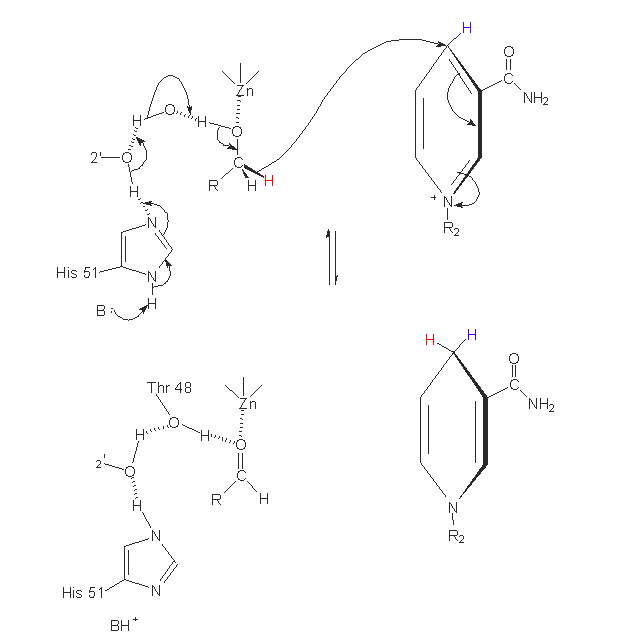 H
O
Zn
NH₂
C
H
O
H
O
2'
O
C
R
H
H
H
+
N
R₂
N
His 51
N
H
B :
H
H
O
Thr 48
Zn
C
NH₂
O
H
H
O
2'
O
C
R
H
H
N
R₂
N
His 51
N
BH⁺